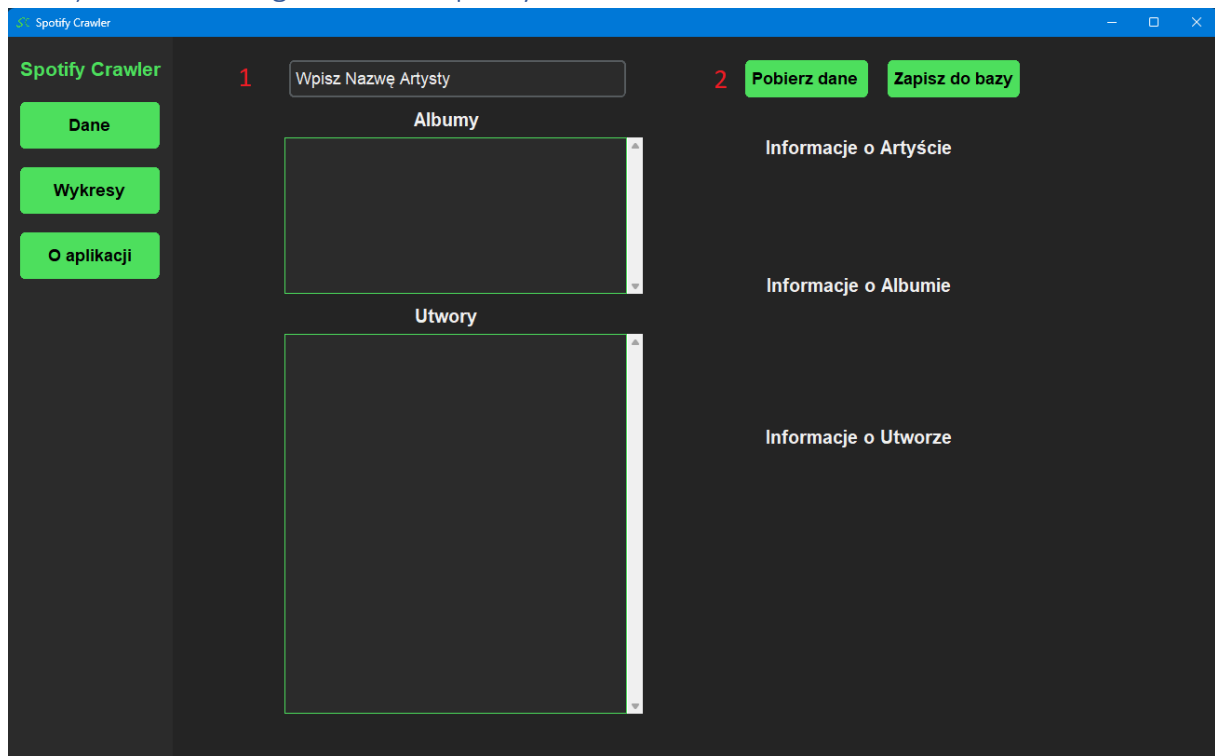 Spotify Crawler
Spotify Crawler
Dane
Wykresy
O aplikacji
1
Wpisz Nazwę Artysty
2
Pobierz dane
Zapisz do bazy
Albumy
Utwory
Informacje o Artyście
Informacje o Albumie
Informacje o Utworze